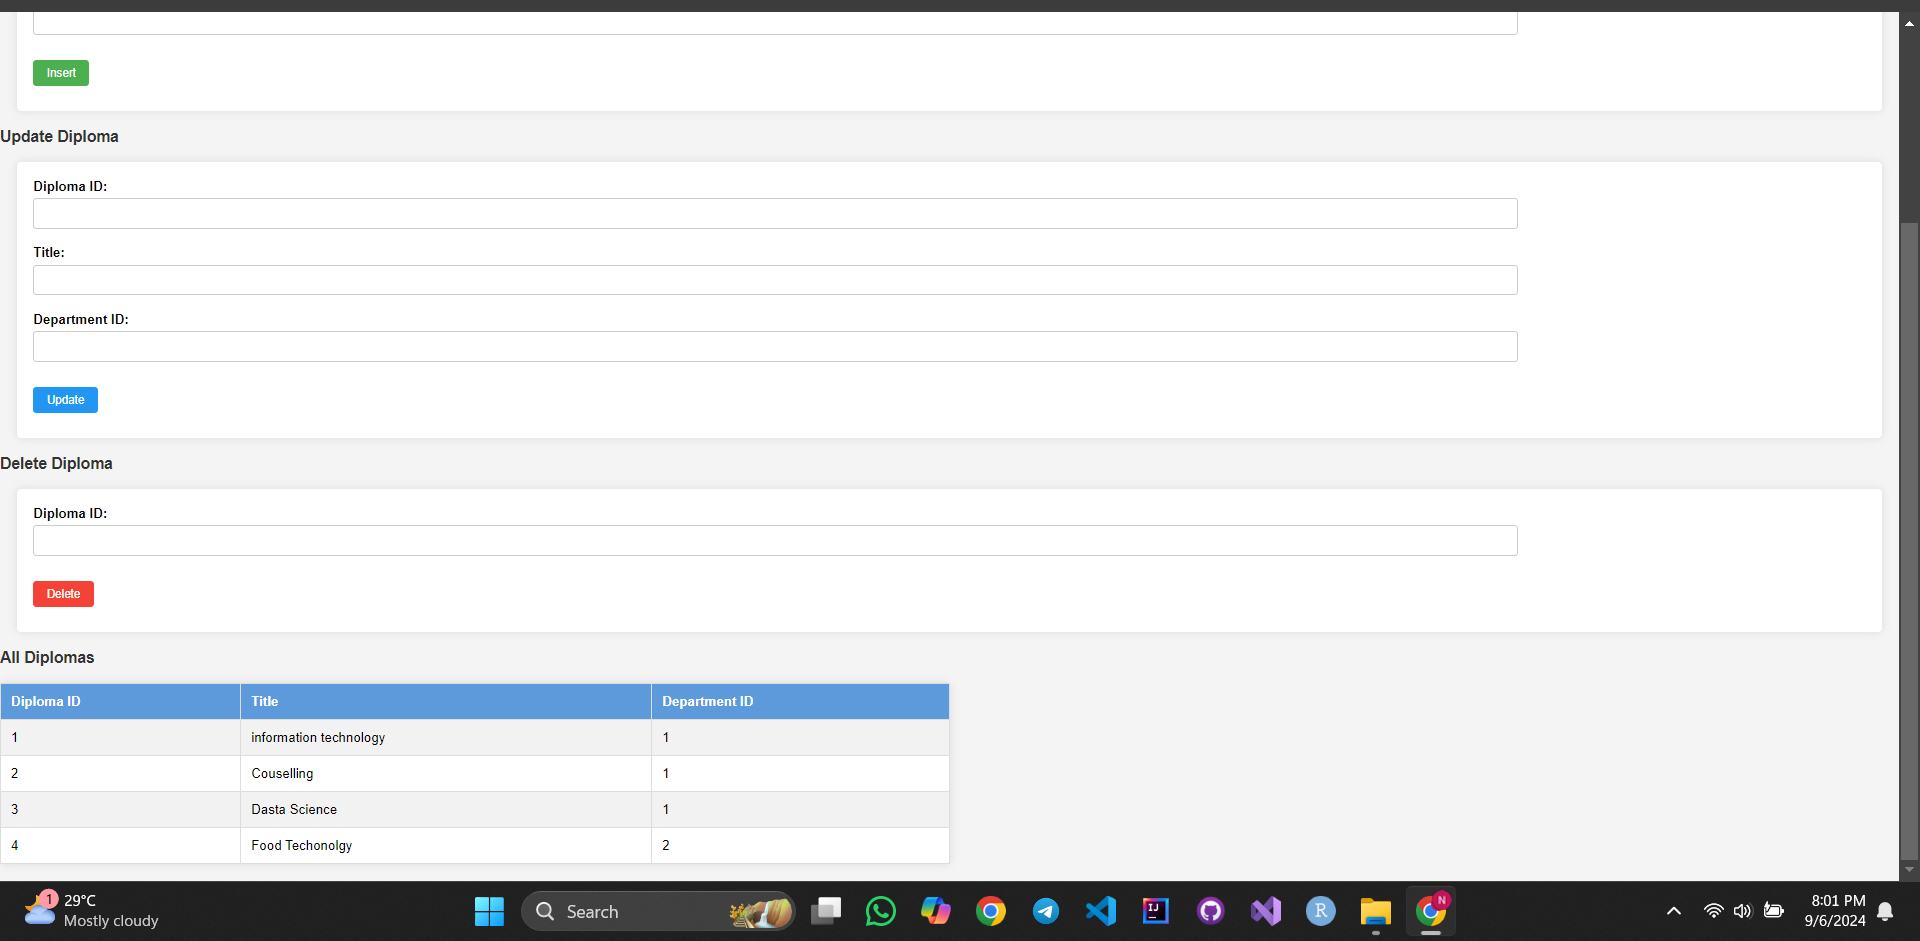 Insert
Update Diploma
Diploma ID:
Title:
Department ID:
Update
Delete Diploma
Diploma ID:
Delete
All Diplomas
Diploma ID Title Department ID
1 information technology 1
2 Couselling 1
3 Dasta Science 1
4 Food Techonolgy 2
1
29°C
Mostly cloudy
Search
IJ
R
N
8:01 PM
9/6/2024